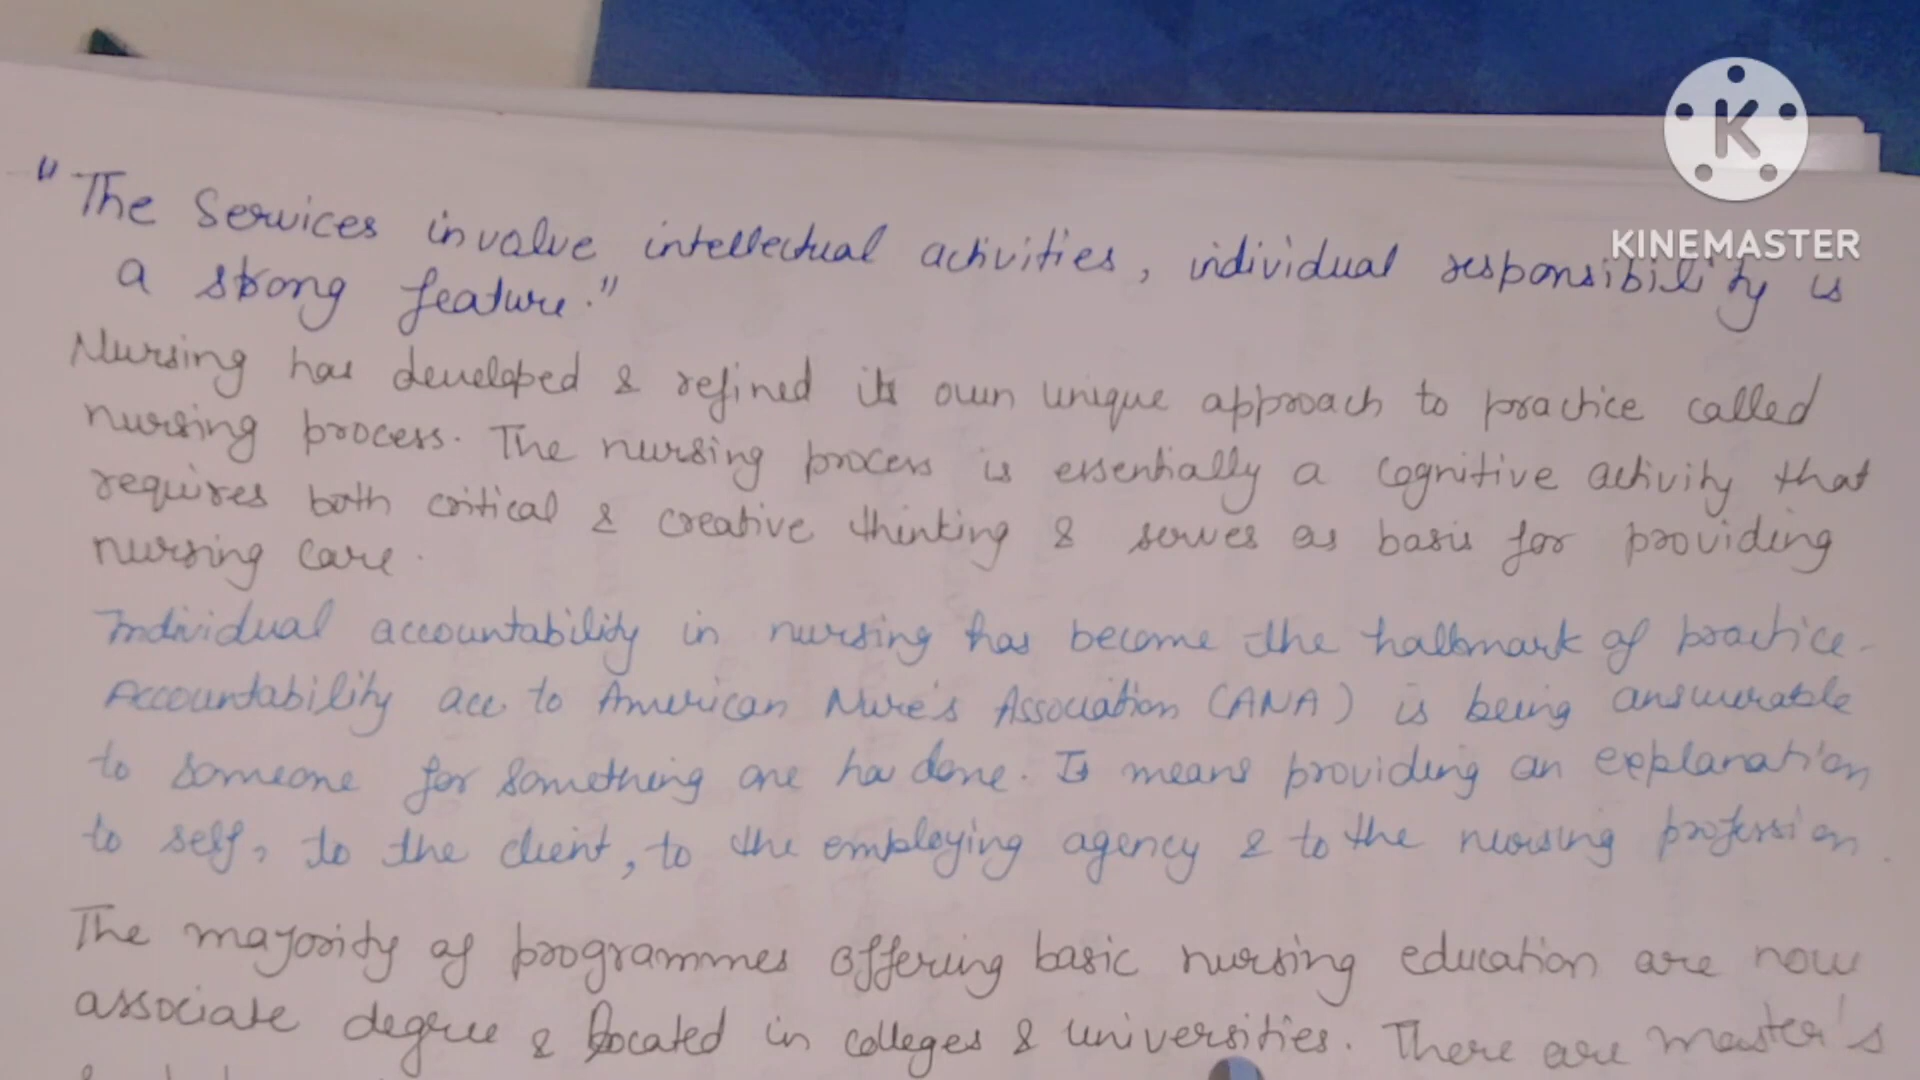 "The Services involve intellectual activities, individual responsibility is
a strong feature."
Nursing has developed & refined its own unique approach to practice called
nursing process. The nursing process is essentially a cognitive activity that
requires both critical & creative thinking & serves as basis for providing
nursing care.
Individual accountability in nursing has become the hallmark of practice.
Accountability acc to American Nurse's Association (ANA) is being answerable
to someone for something one has done. It means providing an explanation
to self, to the client, to the employing agency & to the nursing profession.
The majority of programmes offering basic nursing education are now
associate degree & located in colleges & universities. There are master's
K
KINEMASTER